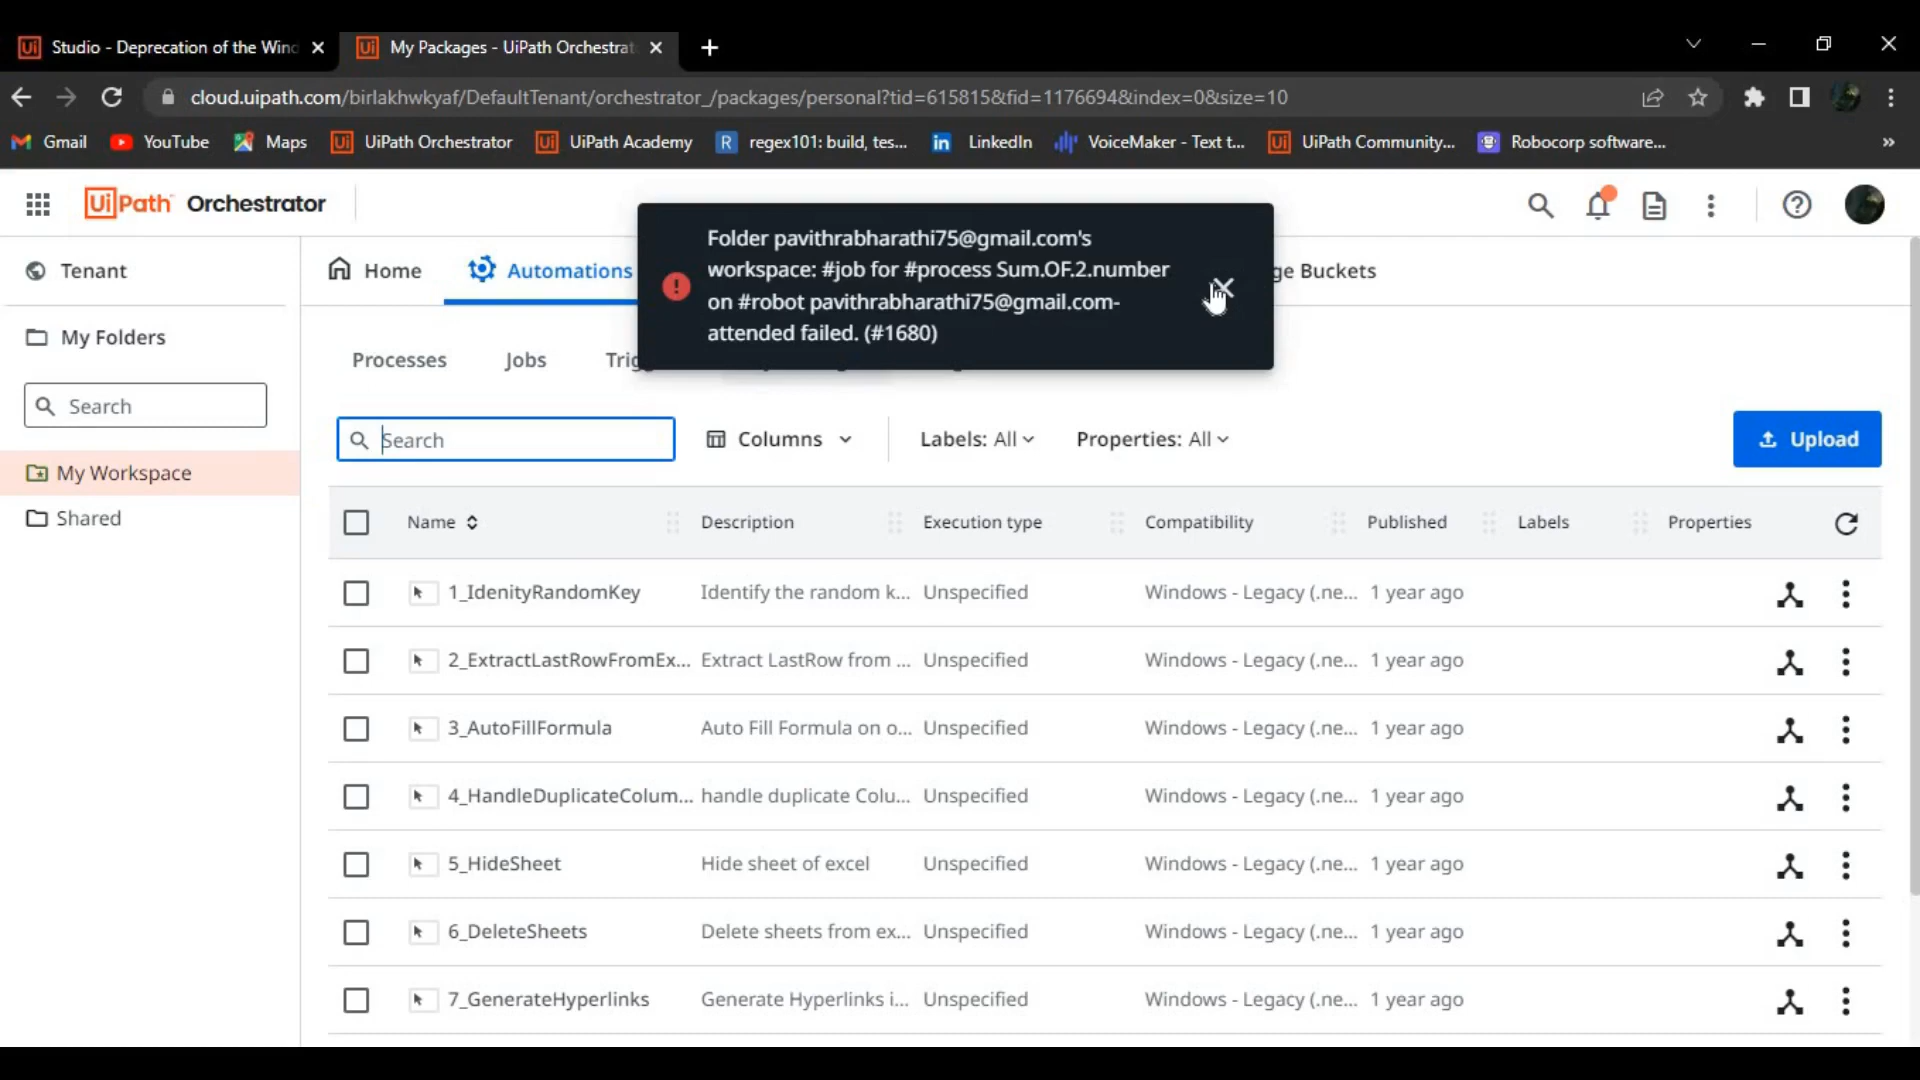 Studio - Deprecation of the Wind
My Packages - UiPath Orchestrat
cloud.uipath.com/birlakhwkyaf/DefaultTenant/orchestrator_/packages/personal?tid=615815&fid=1176694&index=0&size=10
Gmail
YouTube
Maps
UiPath Orchestrator
UiPath Academy
regex101: build, tes...
LinkedIn
VoiceMaker - Text t...
UiPath Community...
Robocorp software...
UiPath Orchestrator
Folder pavithrabharathi75@gmail.com's
workspace: #job for #process Sum.OF.2.number
on #robot pavithrabharathi75@gmail.com-
attended failed. (#1680)
Tenant
Home
Automations
ge Buckets
My Folders
Processes
Jobs
Trig
Search
Search
Columns
Labels: All
Properties: All
Upload
My Workspace
Shared
Name
Description
Execution type
Compatibility
Published
Labels
Properties
1_IdenityRandomKey Identify the random k... Unspecified Windows - Legacy (.ne... 1 year ago
2_ExtractLastRowFromEx... Extract LastRow from ... Unspecified Windows - Legacy (.ne... 1 year ago
3_AutoFillFormula Auto Fill Formula on o... Unspecified Windows - Legacy (.ne... 1 year ago
4_HandleDuplicateColum... handle duplicate Colu... Unspecified Windows - Legacy (.ne... 1 year ago
5_HideSheet Hide sheet of excel Unspecified Windows - Legacy (.ne... 1 year ago
6_DeleteSheets Delete sheets from ex... Unspecified Windows - Legacy (.ne... 1 year ago
7_GenerateHyperlinks Generate Hyperlinks i... Unspecified Windows - Legacy (.ne... 1 year ago